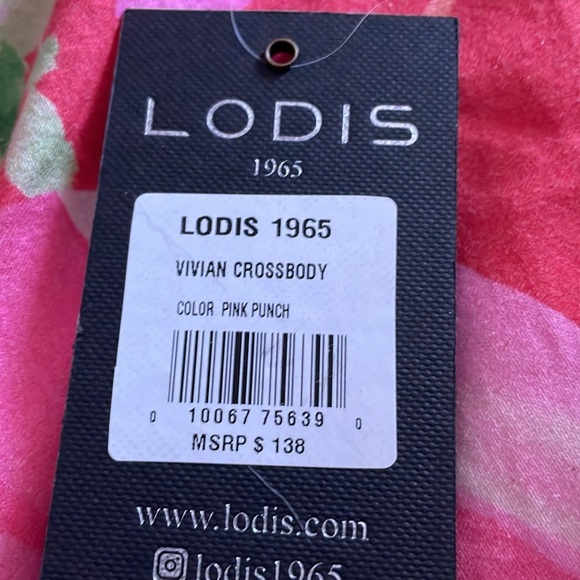 LODIS
1965
LODIS 1965
VIVIAN CROSSBODY
COLOR PINK PUNCH
0 10067 75639 0
MSRP $ 138
www.lodis.com
lodis1965